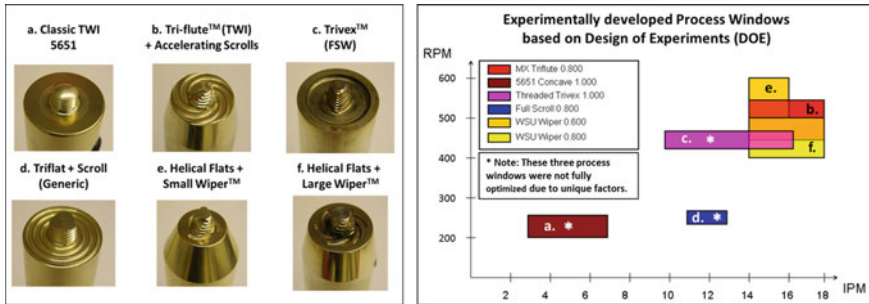 a. Classic TWI
5651
b. Tri-flute™(TWI)
+ Accelerating Scrolls
c. Trivex™
(FSW)
d. Triflat + Scroll
(Generic)
e. Helical Flats +
Small Wiper™
f. Helical Flats +
Large Wiper™
Experimentally developed Process Windows
based on Design of Experiments (DOE)
RPM
600
500
400
300
200
MX Triflute 0.800
5651 Concave 1.000
Threaded Trivex 1.000
Full Scroll 0.800
WSU Wiper 0.600
WSU Wiper 0.800
* Note: These three process
windows were not fully
optimized due to unique factors.
e.
b.
c. *
f.
d. *
a. *
2 4 6 8 10 12 14 16 18
IPM